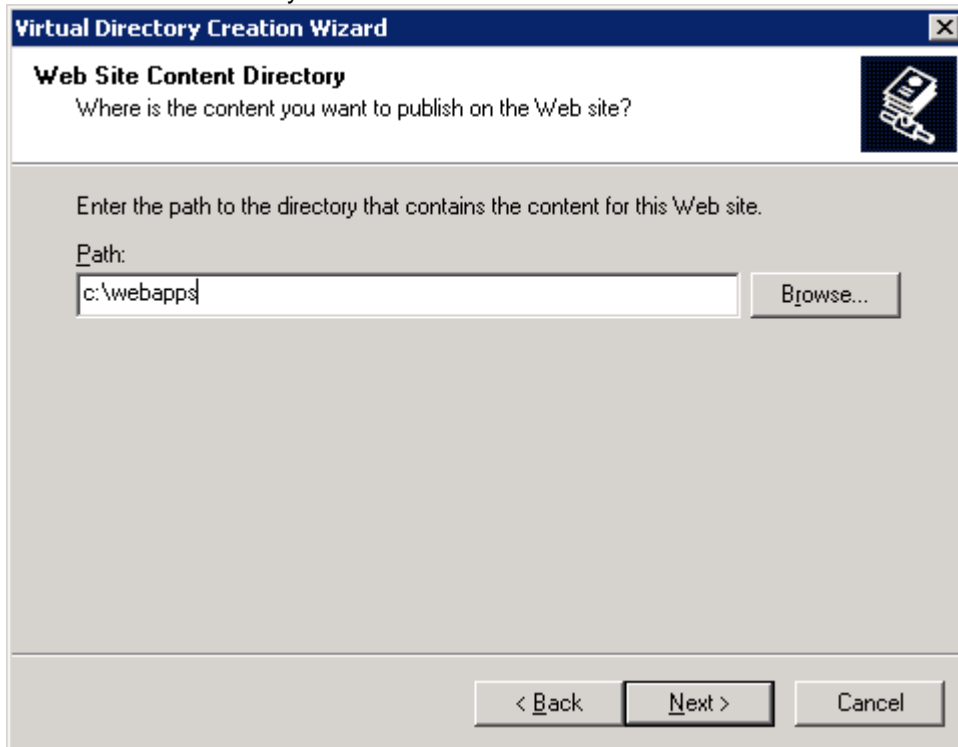 Virtual Directory Creation Wizard
Web Site Content Directory
Where is the content you want to publish on the Web site?
Enter the path to the directory that contains the content for this Web site.
Path:
c:\webapps
Browse...
< Back
Next >
Cancel